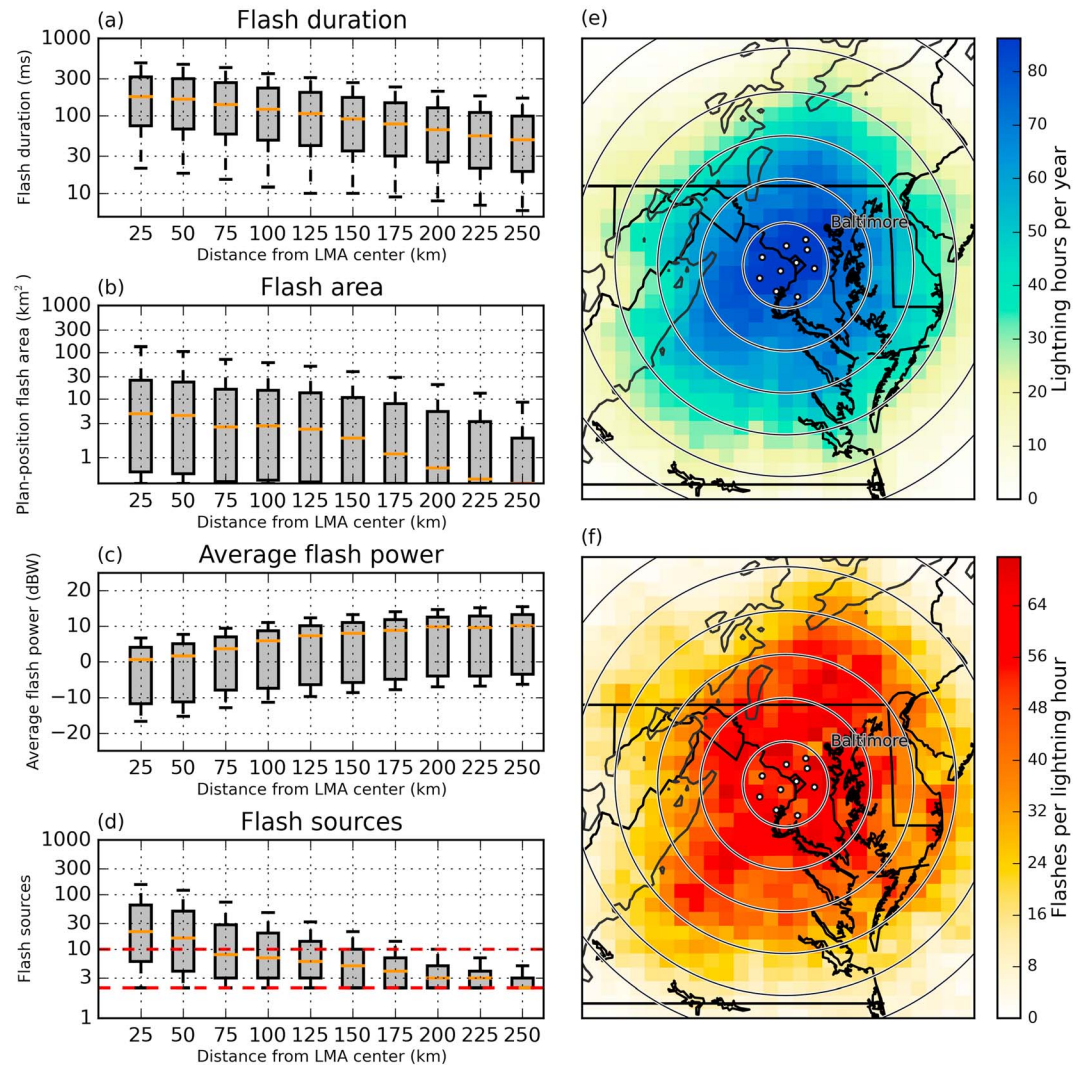 (a) Flash duration
Flash duration (ms)
1000
300
100
30
10
25 50 75 100 125 150 175 200 225 250
Distance from LMA center (km)
(b) Flash area
Plan-position flash area (km²)
1000
300
100
30
10
3
1
25 50 75 100 125 150 175 200 225 250
Distance from LMA center (km)
(c) Average flash power
Average flash power (dBW)
20
10
0
−10
−20
25 50 75 100 125 150 175 200 225 250
Distance from LMA center (km)
(d) Flash sources
Flash sources
1000
300
100
30
10
3
1
25 50 75 100 125 150 175 200 225 250
Distance from LMA center (km)
(e)
Baltimore
80
70
60
50
40
30
20
10
0
Lightning hours per year
(f)
Baltimore
64
56
48
40
32
24
16
8
0
Flashes per lightning hour